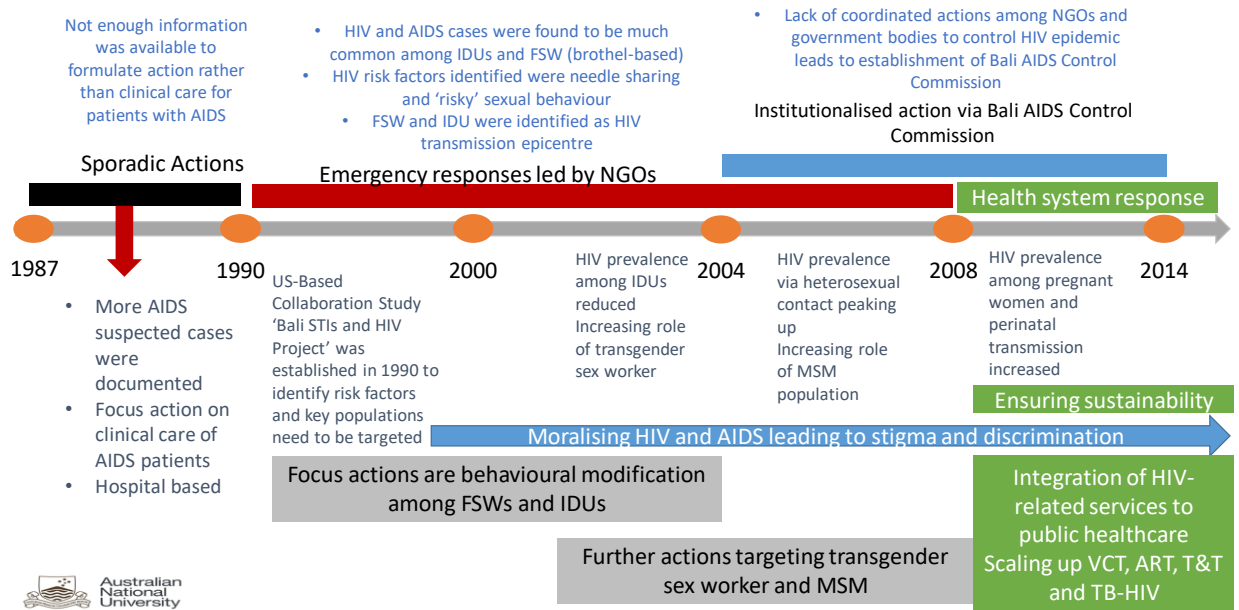 Not enough information
was available to
formulate action rather
than clinical care for
patients with AIDS
• HIV and AIDS cases were found to be much
common among IDUs and FSW (brothel-based)
• HIV risk factors identified were needle sharing
and ‘risky’ sexual behaviour
• FSW and IDU were identified as HIV
transmission epicentre
• Lack of coordinated actions among NGOs and
government bodies to control HIV epidemic
leads to establishment of Bali AIDS Control
Commission
Institutionalised action via Bali AIDS Control
Commission
Sporadic Actions
Emergency responses led by NGOs
Health system response
1987
1990
2000
2004
2008
2014
• More AIDS
suspected cases
were
documented
• Focus action on
clinical care of
AIDS patients
• Hospital based
US-Based
Collaboration Study
‘Bali STIs and HIV
Project’ was
established in 1990 to
identify risk factors
and key populations
need to be targeted
HIV prevalence
among IDUs
reduced
Increasing role
of transgender
sex worker
HIV prevalence
via heterosexual
contact peaking
up
Increasing role
of MSM
population
HIV prevalence
among pregnant
women and
perinatal
transmission
increased
Ensuring sustainability
Moralising HIV and AIDS leading to stigma and discrimination
Focus actions are behavioural modification
among FSWs and IDUs
Further actions targeting transgender
sex worker and MSM
Integration of HIV-
related services to
public healthcare
Scaling up VCT, ART, T&T
and TB-HIV
Australian
National
University